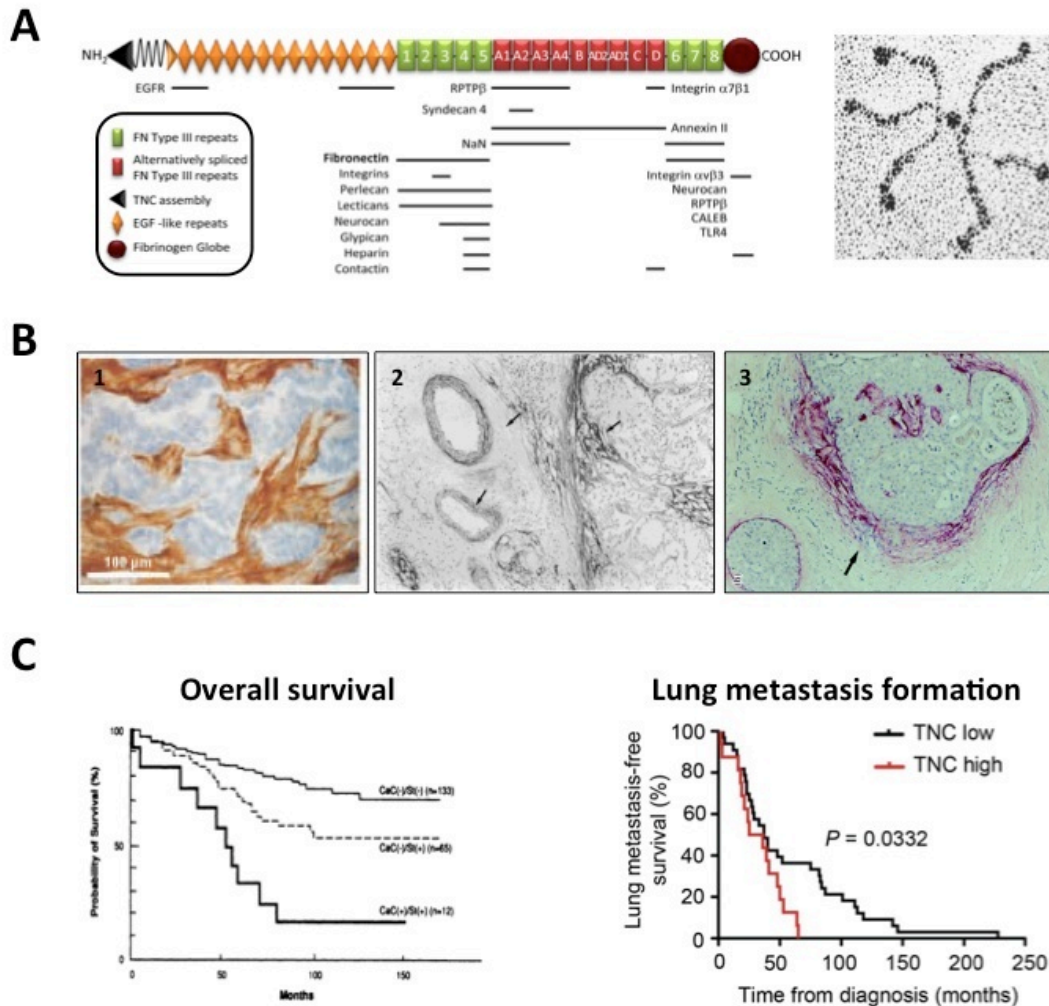 A
NH2 1 2 3 4 5 A1 A2 A3 A4 B AD2 AD1 C D 6 7 8 COOH
EGFR RPTPβ Integrin α7β1
Syndecan 4
Annexin II
NaN
Fibronectin
Integrins Integrin αvβ3
Perlecan Neurocan
Lecticans RPTPβ
Neurocan CALEB
Glypican TLR4
Heparin
Contactin
FN Type III repeats
Alternatively spliced
FN Type III repeats
TNC assembly
EGF -like repeats
Fibrinogen Globe
B
1 2 3
100 µm
C
Overall survival
Probability of Survival (%)
100
50
0
0 50 100 150
Months
CaC(-)/St(-) (n=133)
CaC(-)/St(+) (n=65)
CaC(+)/St(+) (n=12)
Lung metastasis formation
Lung metastasis-free
survival (%)
100
80
60
40
20
0
TNC low
TNC high
P = 0.0332
0 50 100 150 200 250
Time from diagnosis (months)